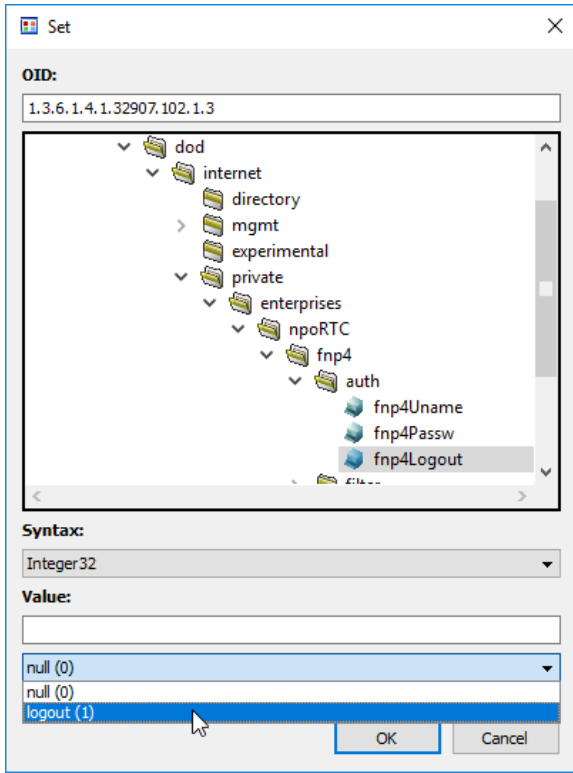 Set
OID:
1.3.6.1.4.1.32907.102.1.3
dod
internet
directory
mgmt
experimental
private
enterprises
npoRTC
fnp4
auth
fnp4Uname
fnp4Passw
fnp4Logout
filter
Syntax:
Integer32
Value:
null (0)
null (0)
logout (1)
OK Cancel